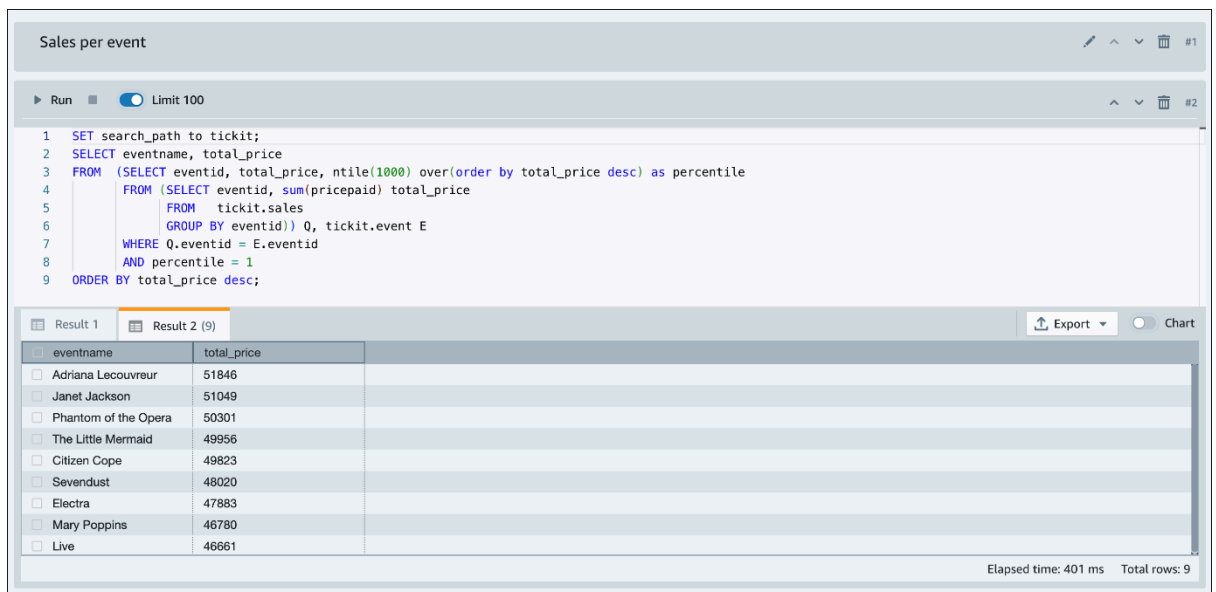 Sales per event #1
Run Limit 100 #2
1 SET search_path to tickit;
2 SELECT eventname, total_price
3 FROM (SELECT eventid, total_price, ntile(1000) over(order by total_price desc) as percentile
4 FROM (SELECT eventid, sum(pricepaid) total_price
5 FROM tickit.sales
6 GROUP BY eventid)) Q, tickit.event E
7 WHERE Q.eventid = E.eventid
8 AND percentile = 1
9 ORDER BY total_price desc;
Result 1 Result 2 (9) Export Chart
eventname total_price
Adriana Lecouvreur 51846
Janet Jackson 51049
Phantom of the Opera 50301
The Little Mermaid 49956
Citizen Cope 49823
Sevendust 48020
Electra 47883
Mary Poppins 46780
Live 46661
Elapsed time: 401 ms Total rows: 9